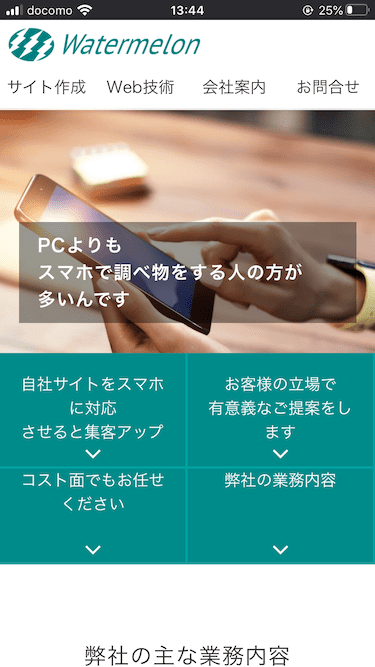 docomo 13:44 25%
Watermelon
サイト作成 Web技術 会社案内 お問合せ
PCよりも
スマホで調べ物をする人の方が
多いんです
自社サイトをスマホ
に対応
させると集客アップ
お客様の立場で
有意義なご提案をし
ます
コスト面でもお任せ
ください
弊社の業務内容
弊社の主な業務内容